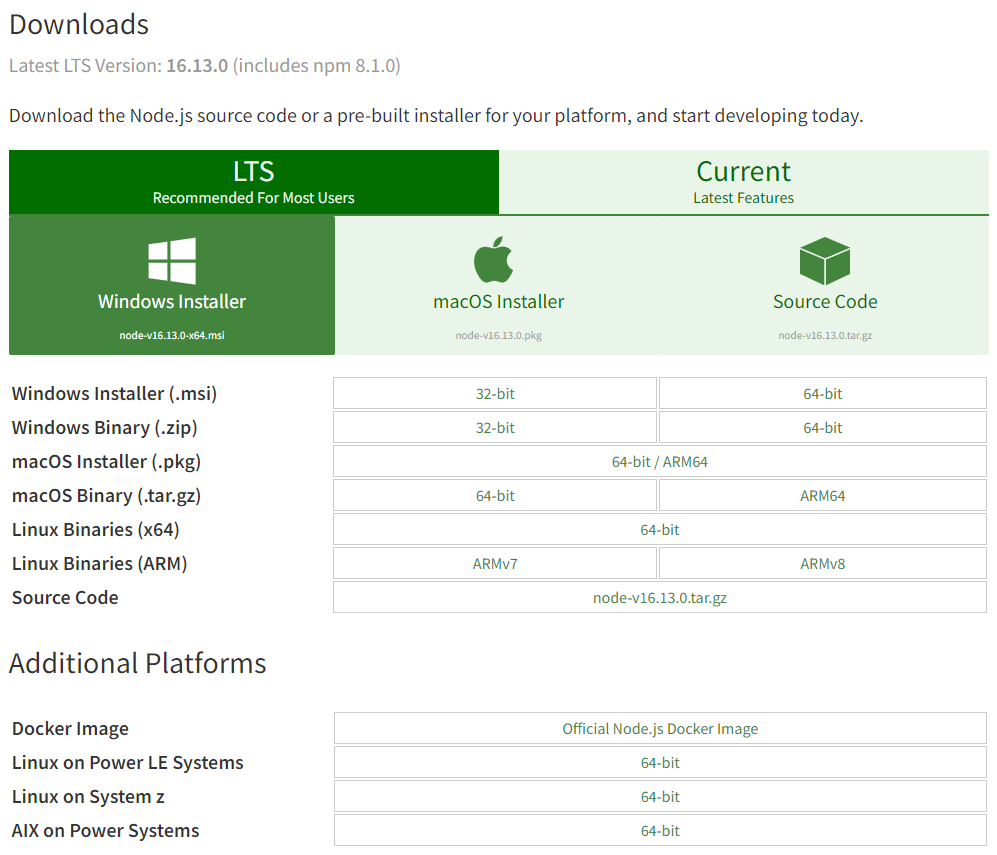 Downloads
Latest LTS Version: 16.13.0 (includes npm 8.1.0)
Download the Node.js source code or a pre-built installer for your platform, and start developing today.
LTS
Recommended For Most Users
Current
Latest Features
Windows Installer
node-v16.13.0-x64.msi
macOS Installer
node-v16.13.0.pkg
Source Code
node-v16.13.0.tar.gz
Windows Installer (.msi) 32-bit 64-bit
Windows Binary (.zip) 32-bit 64-bit
macOS Installer (.pkg) 64-bit / ARM64
macOS Binary (.tar.gz) 64-bit ARM64
Linux Binaries (x64) 64-bit
Linux Binaries (ARM) ARMv7 ARMv8
Source Code node-v16.13.0.tar.gz
Additional Platforms
Docker Image Official Node.js Docker Image
Linux on Power LE Systems 64-bit
Linux on System z 64-bit
AIX on Power Systems 64-bit